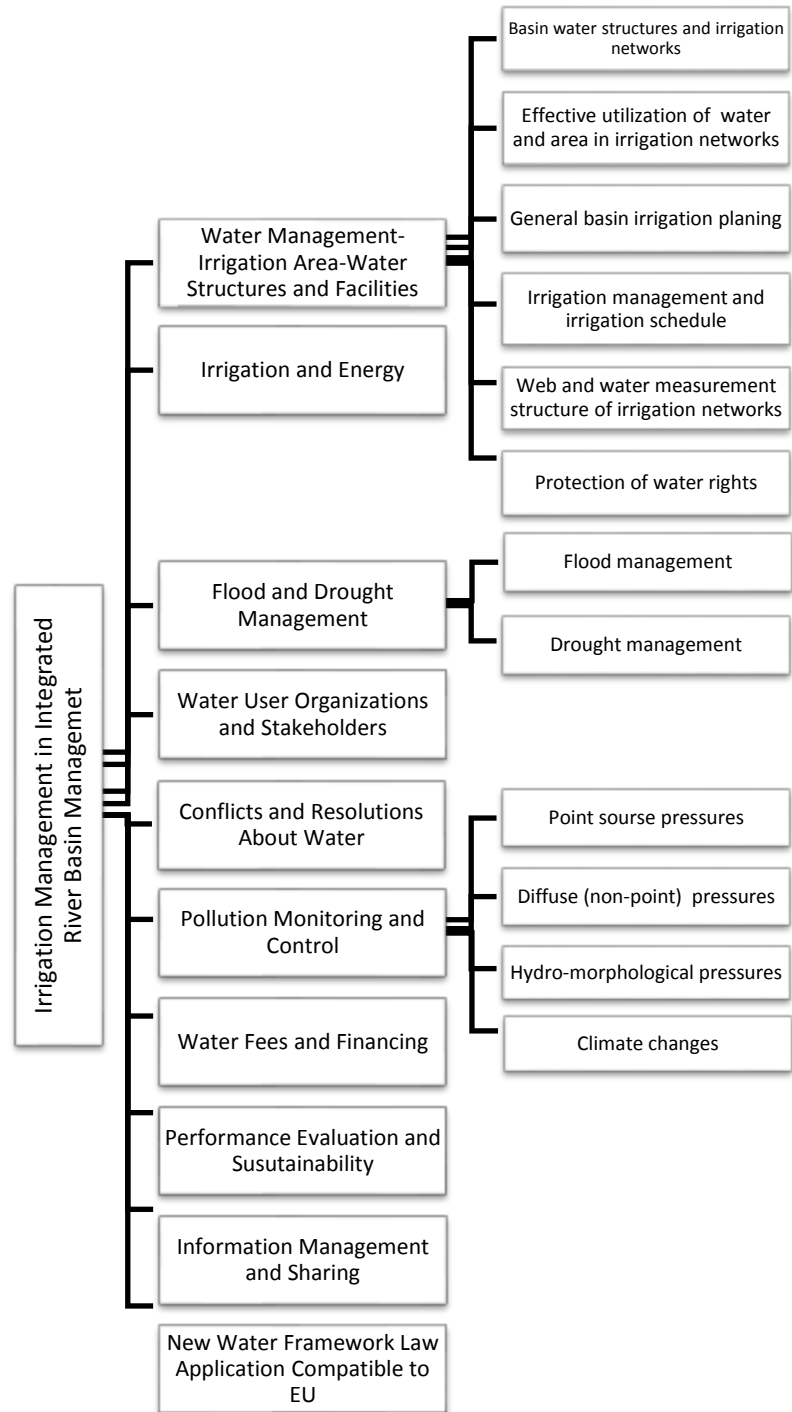 Irrigation Management in Integrated
River Basin Managemet
Water Management-
Irrigation Area-Water
Structures and Facilities
Basin water structures and irrigation
networks
Effective utilization of water
and area in irrigation networks
General basin irrigation planing
Irrigation management and
irrigation schedule
Web and water measurement
structure of irrigation networks
Protection of water rights
Irrigation and Energy
Flood and Drought
Management
Flood management
Drought management
Water User Organizations
and Stakeholders
Conflicts and Resolutions
About Water
Pollution Monitoring and
Control
Point sourse pressures
Diffuse (non-point) pressures
Hydro-morphological pressures
Climate changes
Water Fees and Financing
Performance Evaluation and
Susutainability
Information Management
and Sharing
New Water Framework Law
Application Compatible to
EU